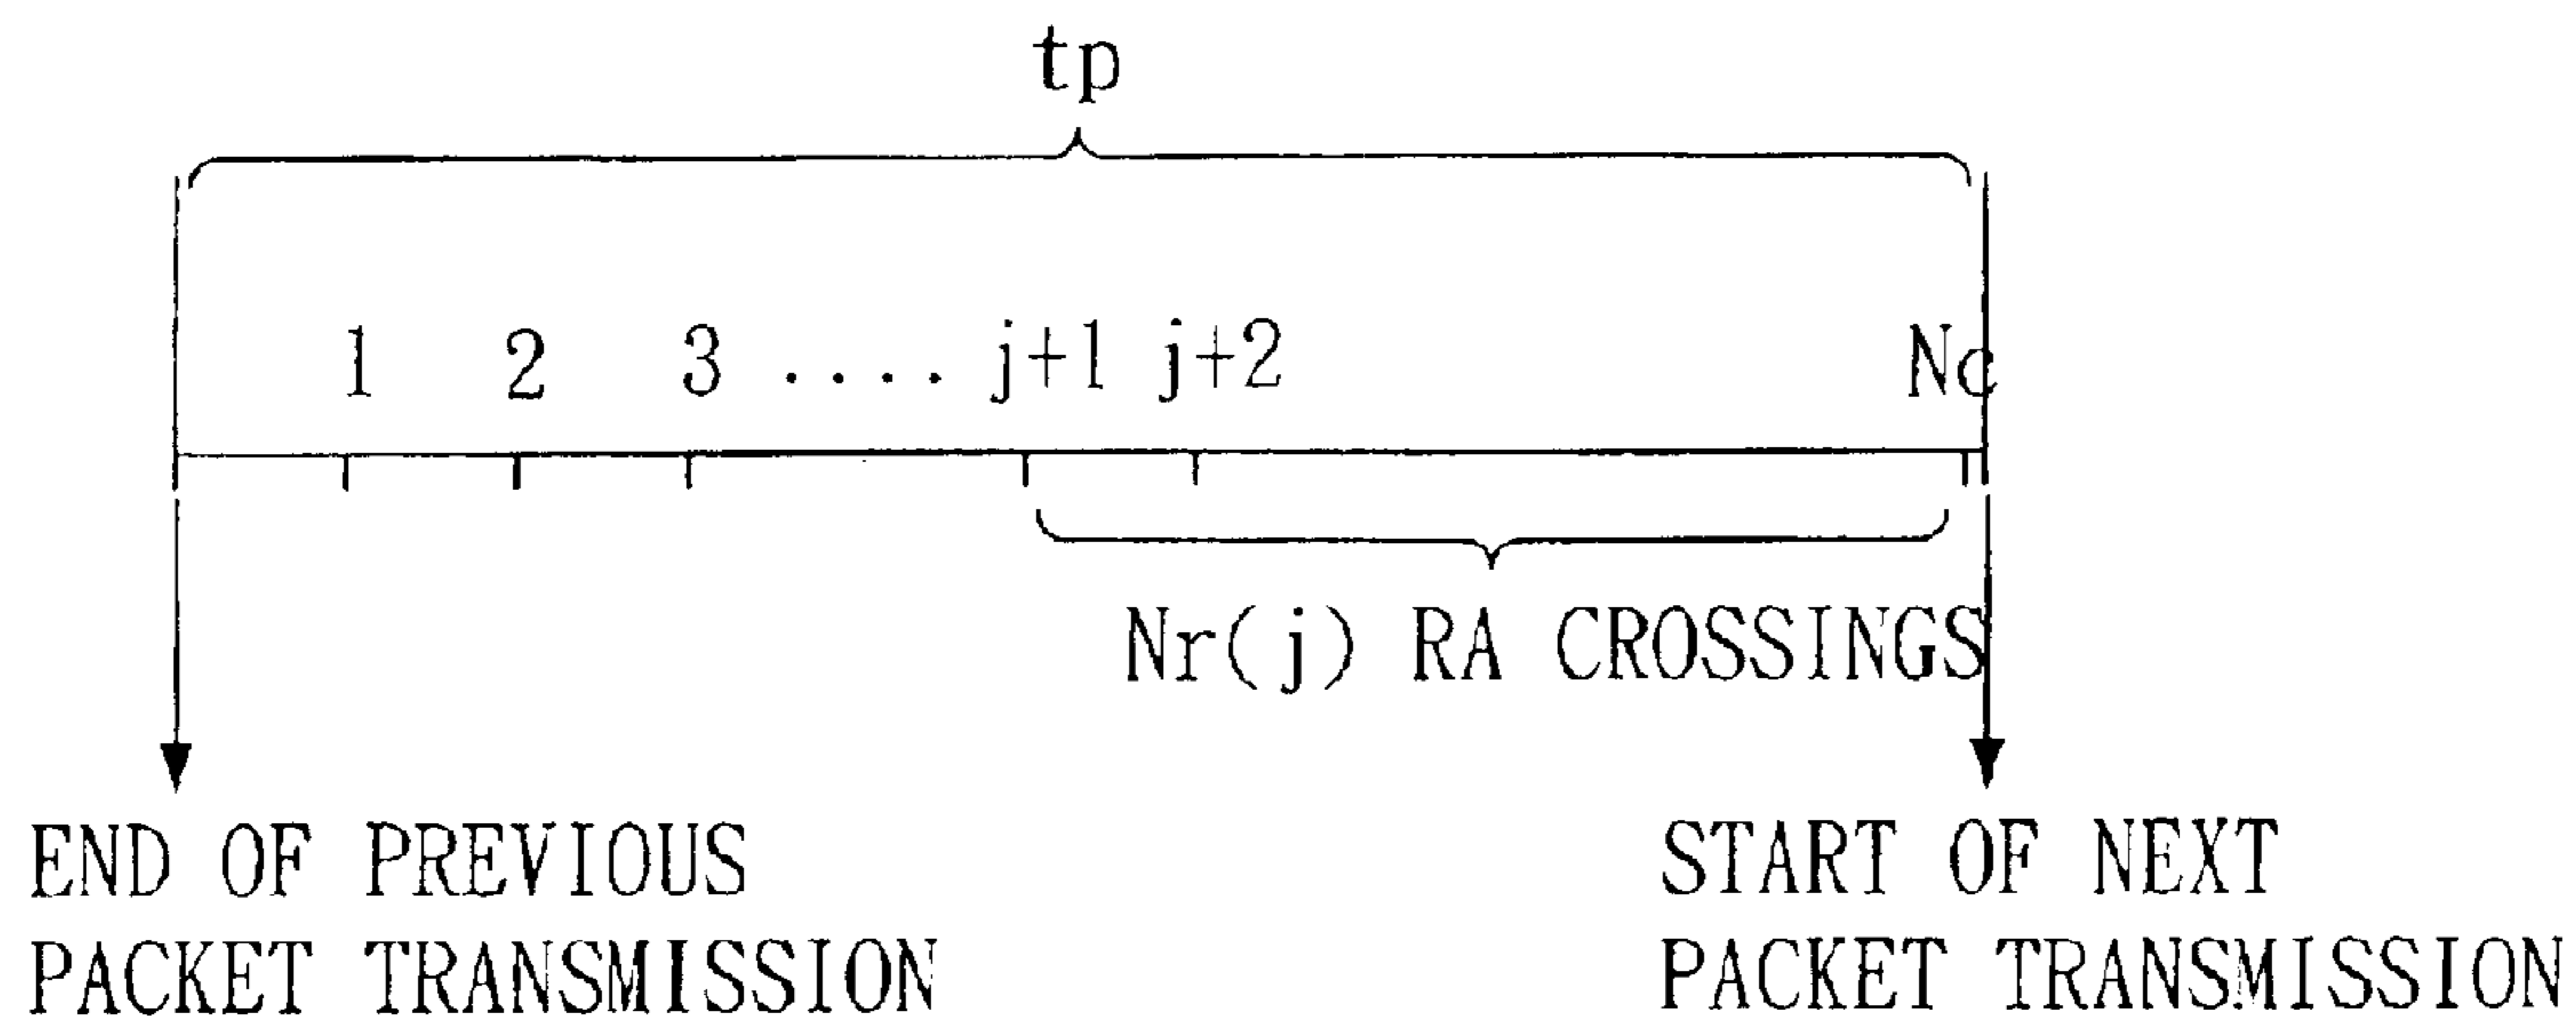 tp
1 2 3 .... j+1 j+2 Nc
Nr(j) RA CROSSINGS
END OF PREVIOUS
PACKET TRANSMISSION
START OF NEXT
PACKET TRANSMISSION